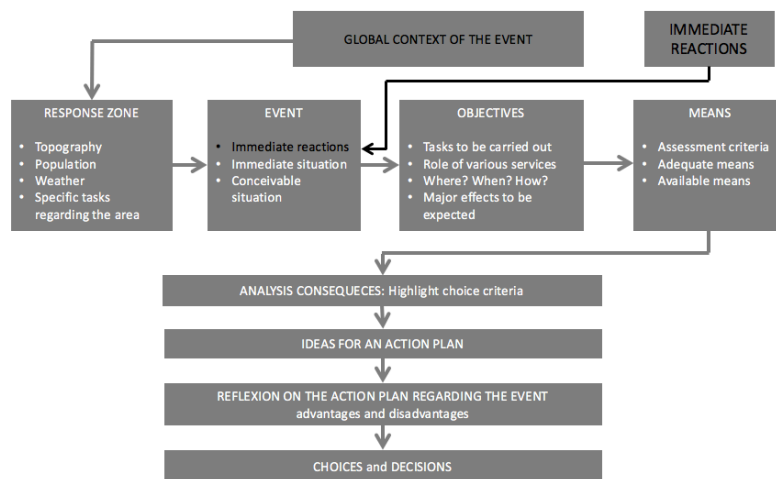 GLOBAL CONTEXT OF THE EVENT
IMMEDIATE
REACTIONS
RESPONSE ZONE
• Topography
• Population
• Weather
• Specific tasks
regarding the area
EVENT
• Immediate reactions
• Immediate situation
• Conceivable
situation
OBJECTIVES
• Tasks to be carried out
• Role of various services
• Where? When? How?
• Major effects to be
expected
MEANS
• Assessment criteria
• Adequate means
• Available means
ANALYSIS CONSEQUECES: Highlight choice criteria
IDEAS FOR AN ACTION PLAN
REFLEXION ON THE ACTION PLAN REGARDING THE EVENT
advantages and disadvantages
CHOICES and DECISIONS